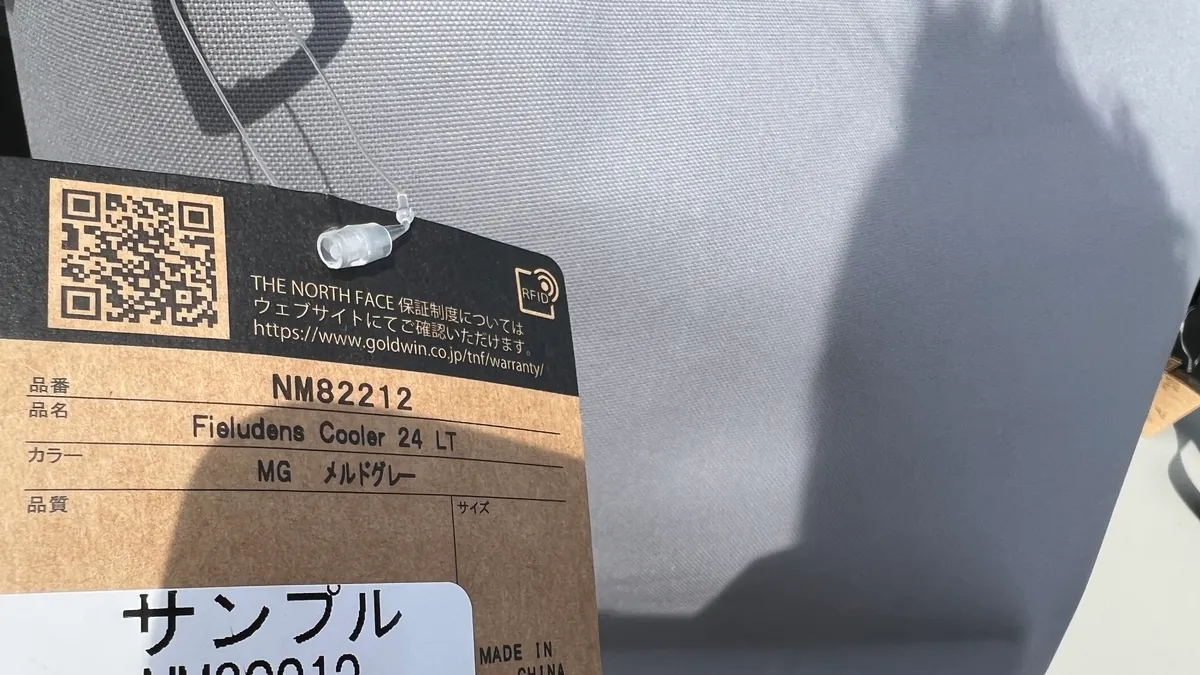 THE NORTH FACE 保証制度については
ウェブサイトにてご確認いただけます。
https://www.goldwin.co.jp/tnf/warranty/
RFID
品番 NM82212
品名 Fieludens Cooler 24 LT
カラー MG メルドグレー
品質
サイズ
サンプル
NM82212
MADE IN
CHINA